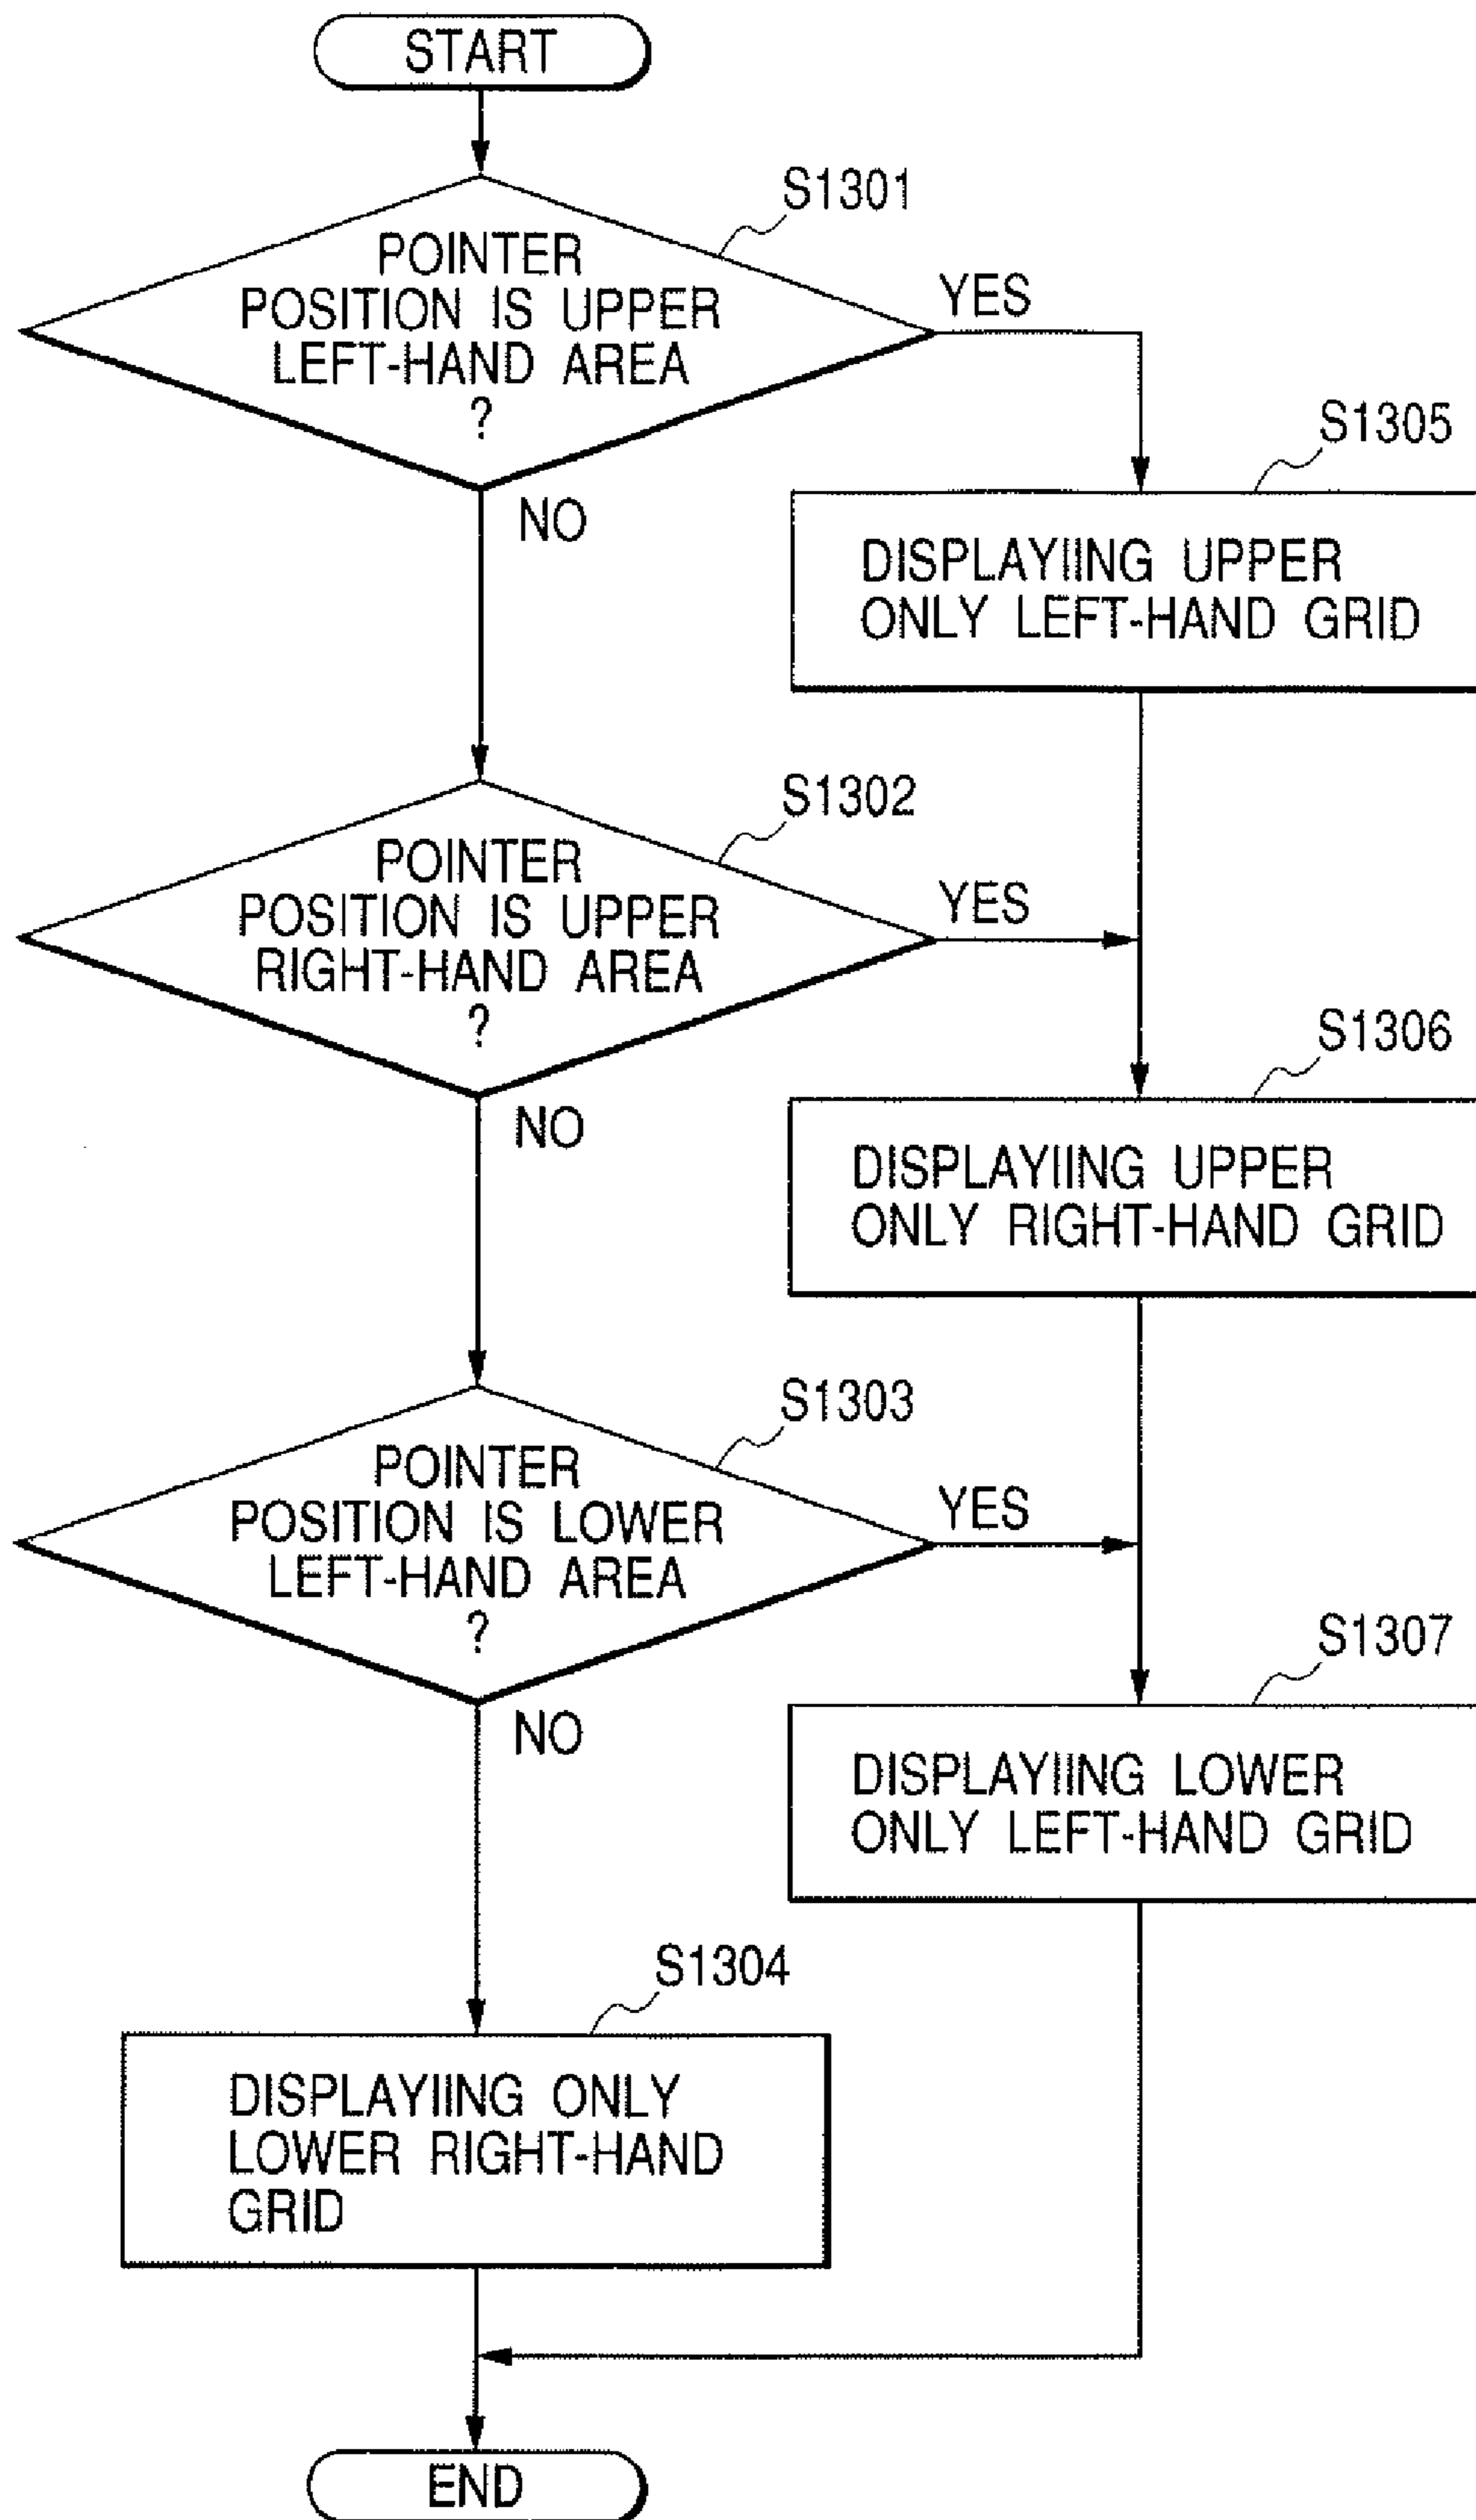 START
S1301
POINTER
POSITION IS UPPER
LEFT-HAND AREA
?
YES
NO
S1305
DISPLAYIING UPPER
ONLY LEFT-HAND GRID
S1302
POINTER
POSITION IS UPPER
RIGHT-HAND AREA
?
YES
NO
S1306
DISPLAYIING UPPER
ONLY RIGHT-HAND GRID
S1303
POINTER
POSITION IS LOWER
LEFT-HAND AREA
?
YES
NO
S1307
DISPLAYIING LOWER
ONLY LEFT-HAND GRID
S1304
DISPLAYIING ONLY
LOWER RIGHT-HAND
GRID
END